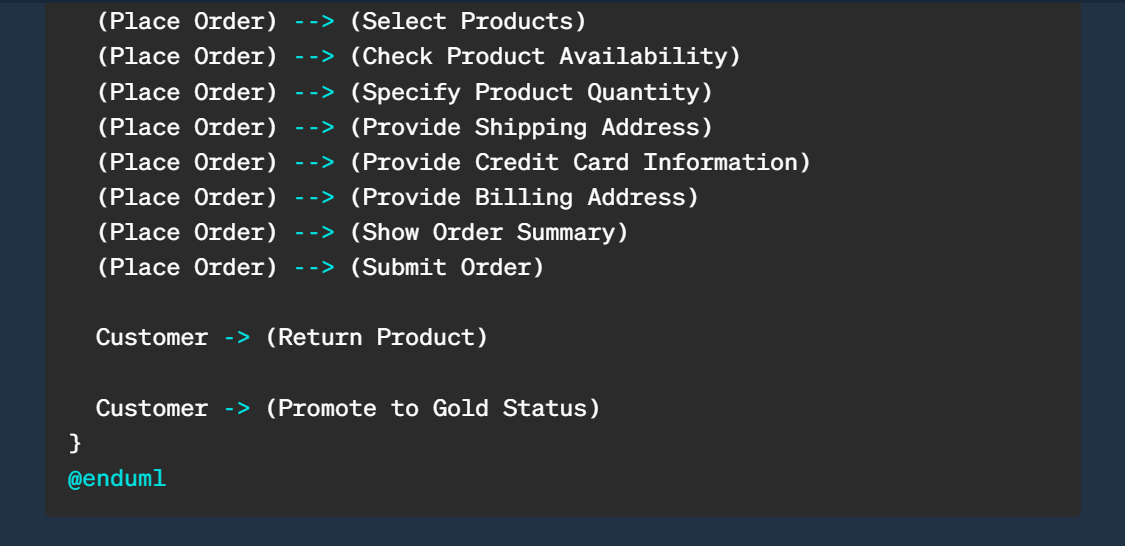 (Place Order) --> (Select Products)
(Place Order) --> (Check Product Availability)
(Place Order) --> (Specify Product Quantity)
(Place Order) --> (Provide Shipping Address)
(Place Order) --> (Provide Credit Card Information)
(Place Order) --> (Provide Billing Address)
(Place Order) --> (Show Order Summary)
(Place Order) --> (Submit Order)
Customer -> (Return Product)
Customer -> (Promote to Gold Status)
}
@enduml